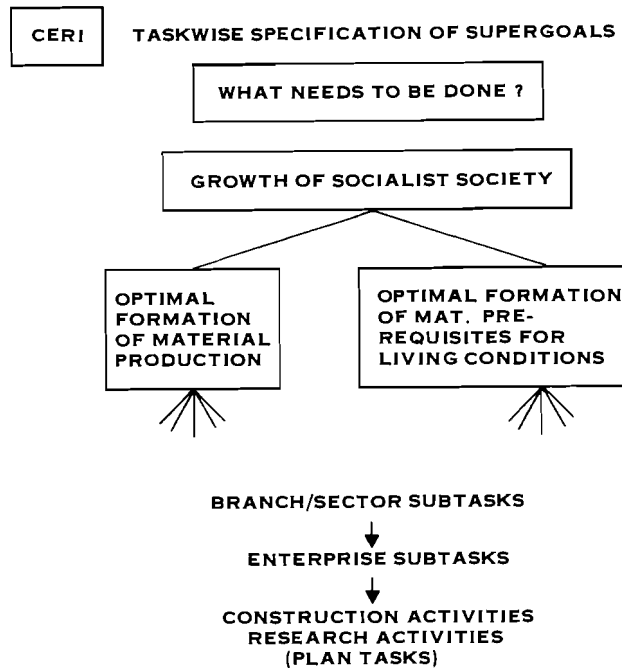 CERI
TASKWISE SPECIFICATION OF SUPERGOALS
WHAT NEEDS TO BE DONE ?
GROWTH OF SOCIALIST SOCIETY
OPTIMAL
FORMATION
OF MATERIAL
PRODUCTION
OPTIMAL FORMATION
OF MAT. PRE-
REQUISITES FOR
LIVING CONDITIONS
BRANCH/SECTOR SUBTASKS
ENTERPRISE SUBTASKS
CONSTRUCTION ACTIVITIES
RESEARCH ACTIVITIES
(PLAN TASKS)